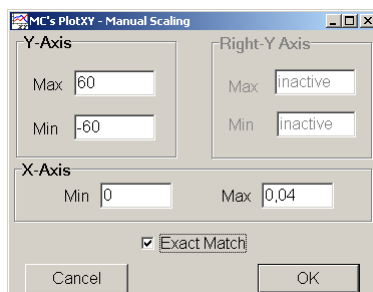 MC's PlotXY - Manual Scaling
Y-Axis
Max 60
Min -60
Right-Y Axis
Max inactive
Min inactive
X-Axis
Min 0 Max 0,04
Exact Match
Cancel OK